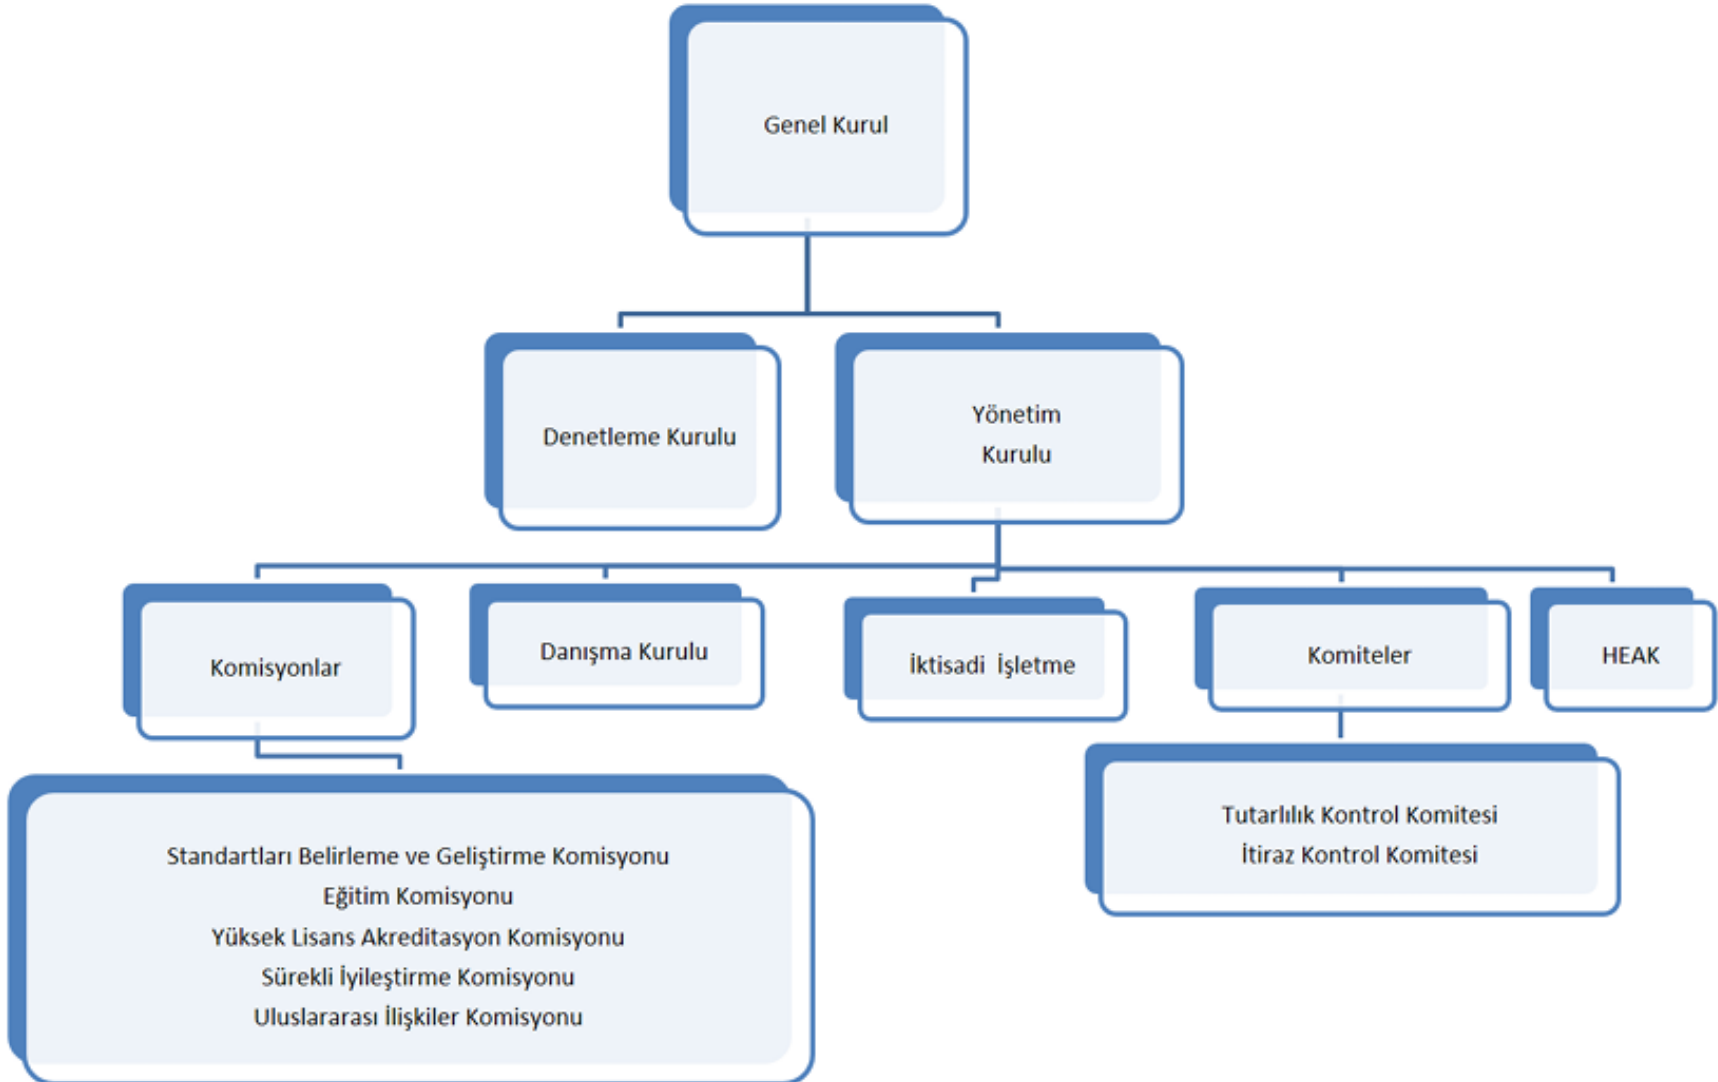 Genel Kurul
Denetleme Kurulu
Yönetim
Kurulu
Komisyonlar
Danışma Kurulu
İktisadi İşletme
Komiteler
HEAK
Standartları Belirleme ve Geliştirme Komisyonu
Eğitim Komisyonu
Yüksek Lisans Akreditasyon Komisyonu
Sürekli İyileştirme Komisyonu
Uluslararası İlişkiler Komisyonu
Tutarlılık Kontrol Komitesi
İtiraz Kontrol Komitesi